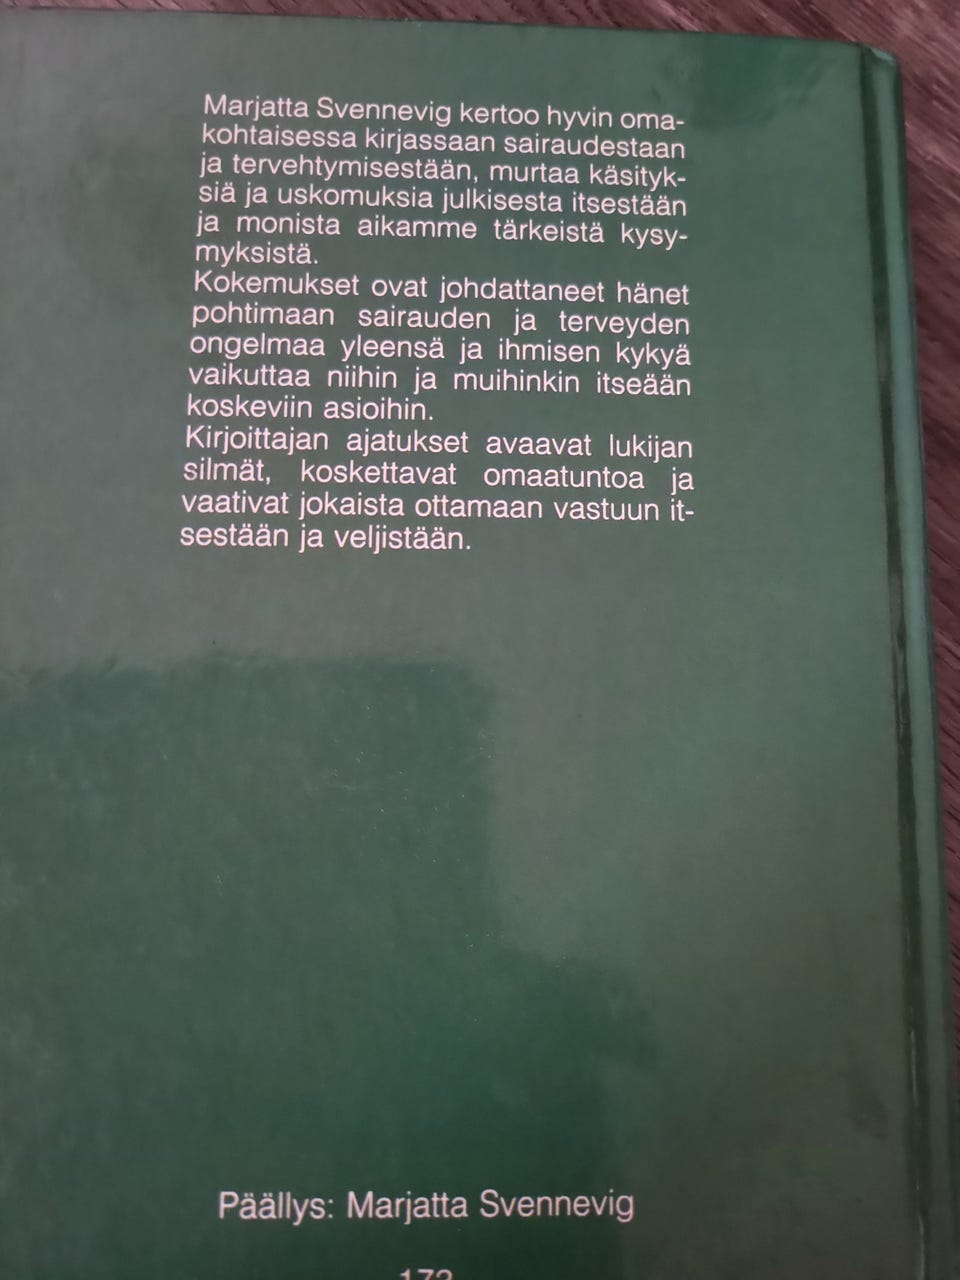 Marjatta Svennevig kertoo hyvin oma-
kohtaisessa kirjassaan sairaudestaan
ja tervehtymisestään, murtaa käsityk-
siä ja uskomuksia julkisesta itsestään
ja monista aikamme tärkeistä kysy-
myksistä.
Kokemukset ovat johdattaneet hänet
pohtimaan sairauden ja terveyden
ongelmaa yleensä ja ihmisen kykyä
vaikuttaa niihin ja muihinkin itseään
koskeviin asioihin.
Kirjoittajan ajatukset avaavat lukijan
silmät, koskettavat omaatuntoa ja
vaativat jokaista ottamaan vastuun it-
sestään ja veljistään.
Päällys: Marjatta Svennevig